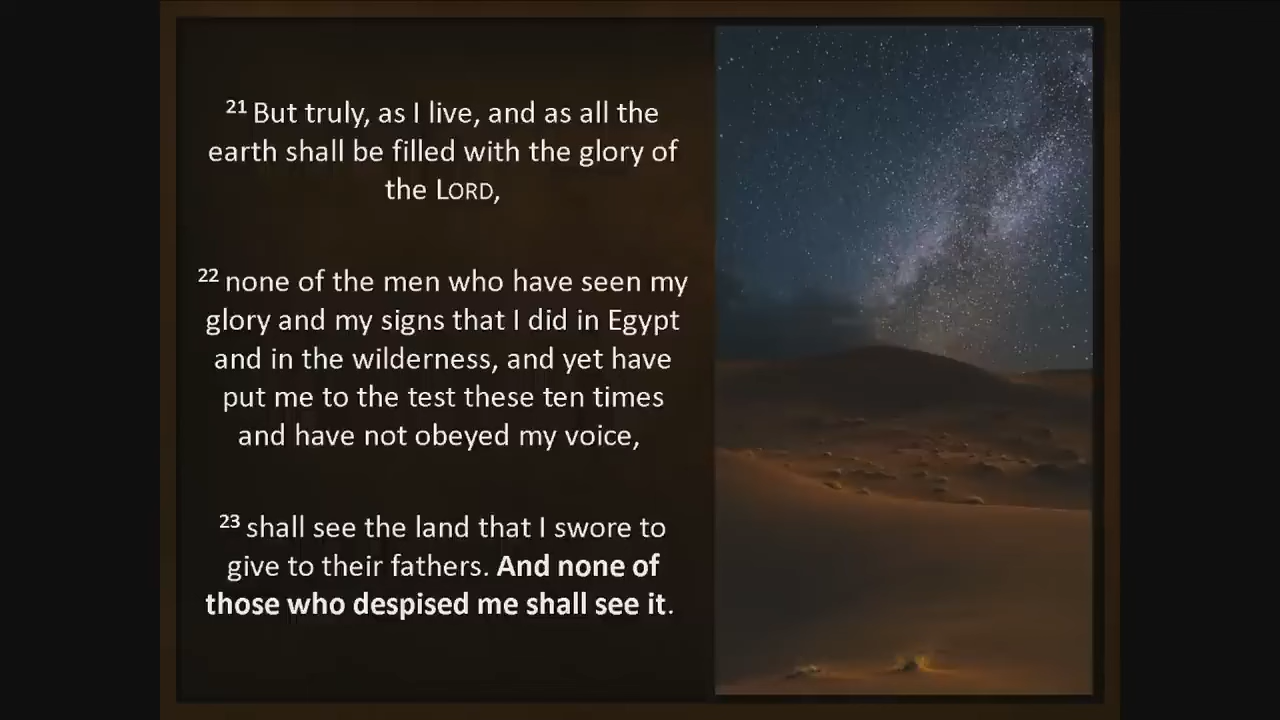 21 But truly, as I live, and as all the
earth shall be filled with the glory of
the LORD,
22 none of the men who have seen my
glory and my signs that I did in Egypt
and in the wilderness, and yet have
put me to the test these ten times
and have not obeyed my voice,
23 shall see the land that I swore to
give to their fathers. And none of
those who despised me shall see it.